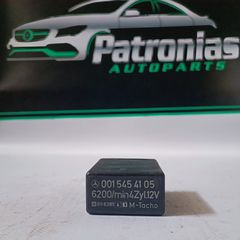 Patronias
AUTOPARTS
001 545 41 05
6200/min4Zyl.12V
M-Tacho